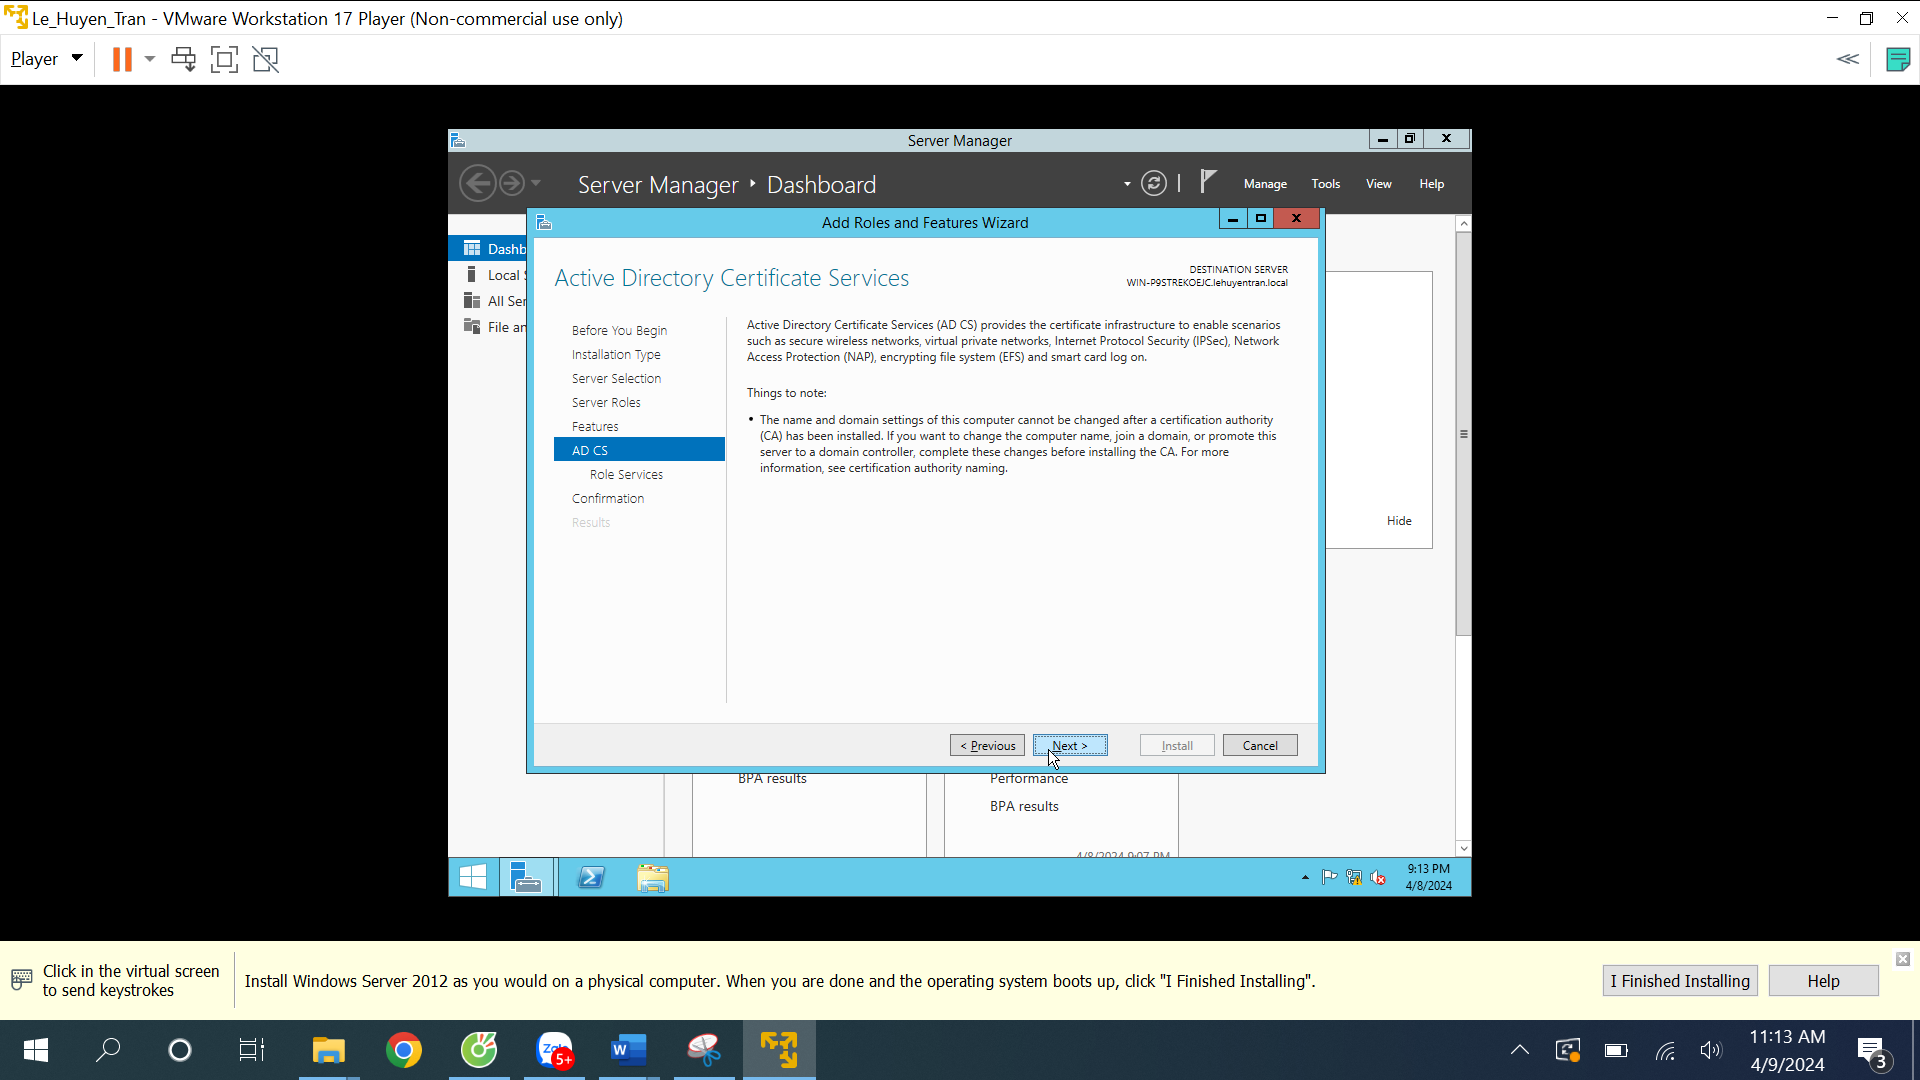 Le_Huyen_Tran - VMware Workstation 17 Player (Non-commercial use only)
Player
Server Manager
Server Manager
Dashboard
Manage
Tools
View
Help
Add Roles and Features Wizard
Dashb
Local S
All Ser
File an
Active Directory Certificate Services
DESTINATION SERVER
WIN-P9STREKOEJC.lehuyentran.local
Before You Begin
Installation Type
Server Selection
Server Roles
Features
AD CS
Role Services
Confirmation
Results
Active Directory Certificate Services (AD CS) provides the certificate infrastructure to enable scenarios
such as secure wireless networks, virtual private networks, Internet Protocol Security (IPSec), Network
Access Protection (NAP), encrypting file system (EFS) and smart card log on.
Things to note:
• The name and domain settings of this computer cannot be changed after a certification authority
(CA) has been installed. If you want to change the computer name, join a domain, or promote this
server to a domain controller, complete these changes before installing the CA. For more
information, see certification authority naming.
Hide
< Previous
Next >
Install
Cancel
BPA results
Performance
BPA results
4/8/2024 9:07 PM
9:13 PM
4/8/2024
Click in the virtual screen
to send keystrokes
Install Windows Server 2012 as you would on a physical computer. When you are done and the operating system boots up, click "I Finished Installing".
I Finished Installing
Help
Zalo
5+
W
11:13 AM
4/9/2024
3